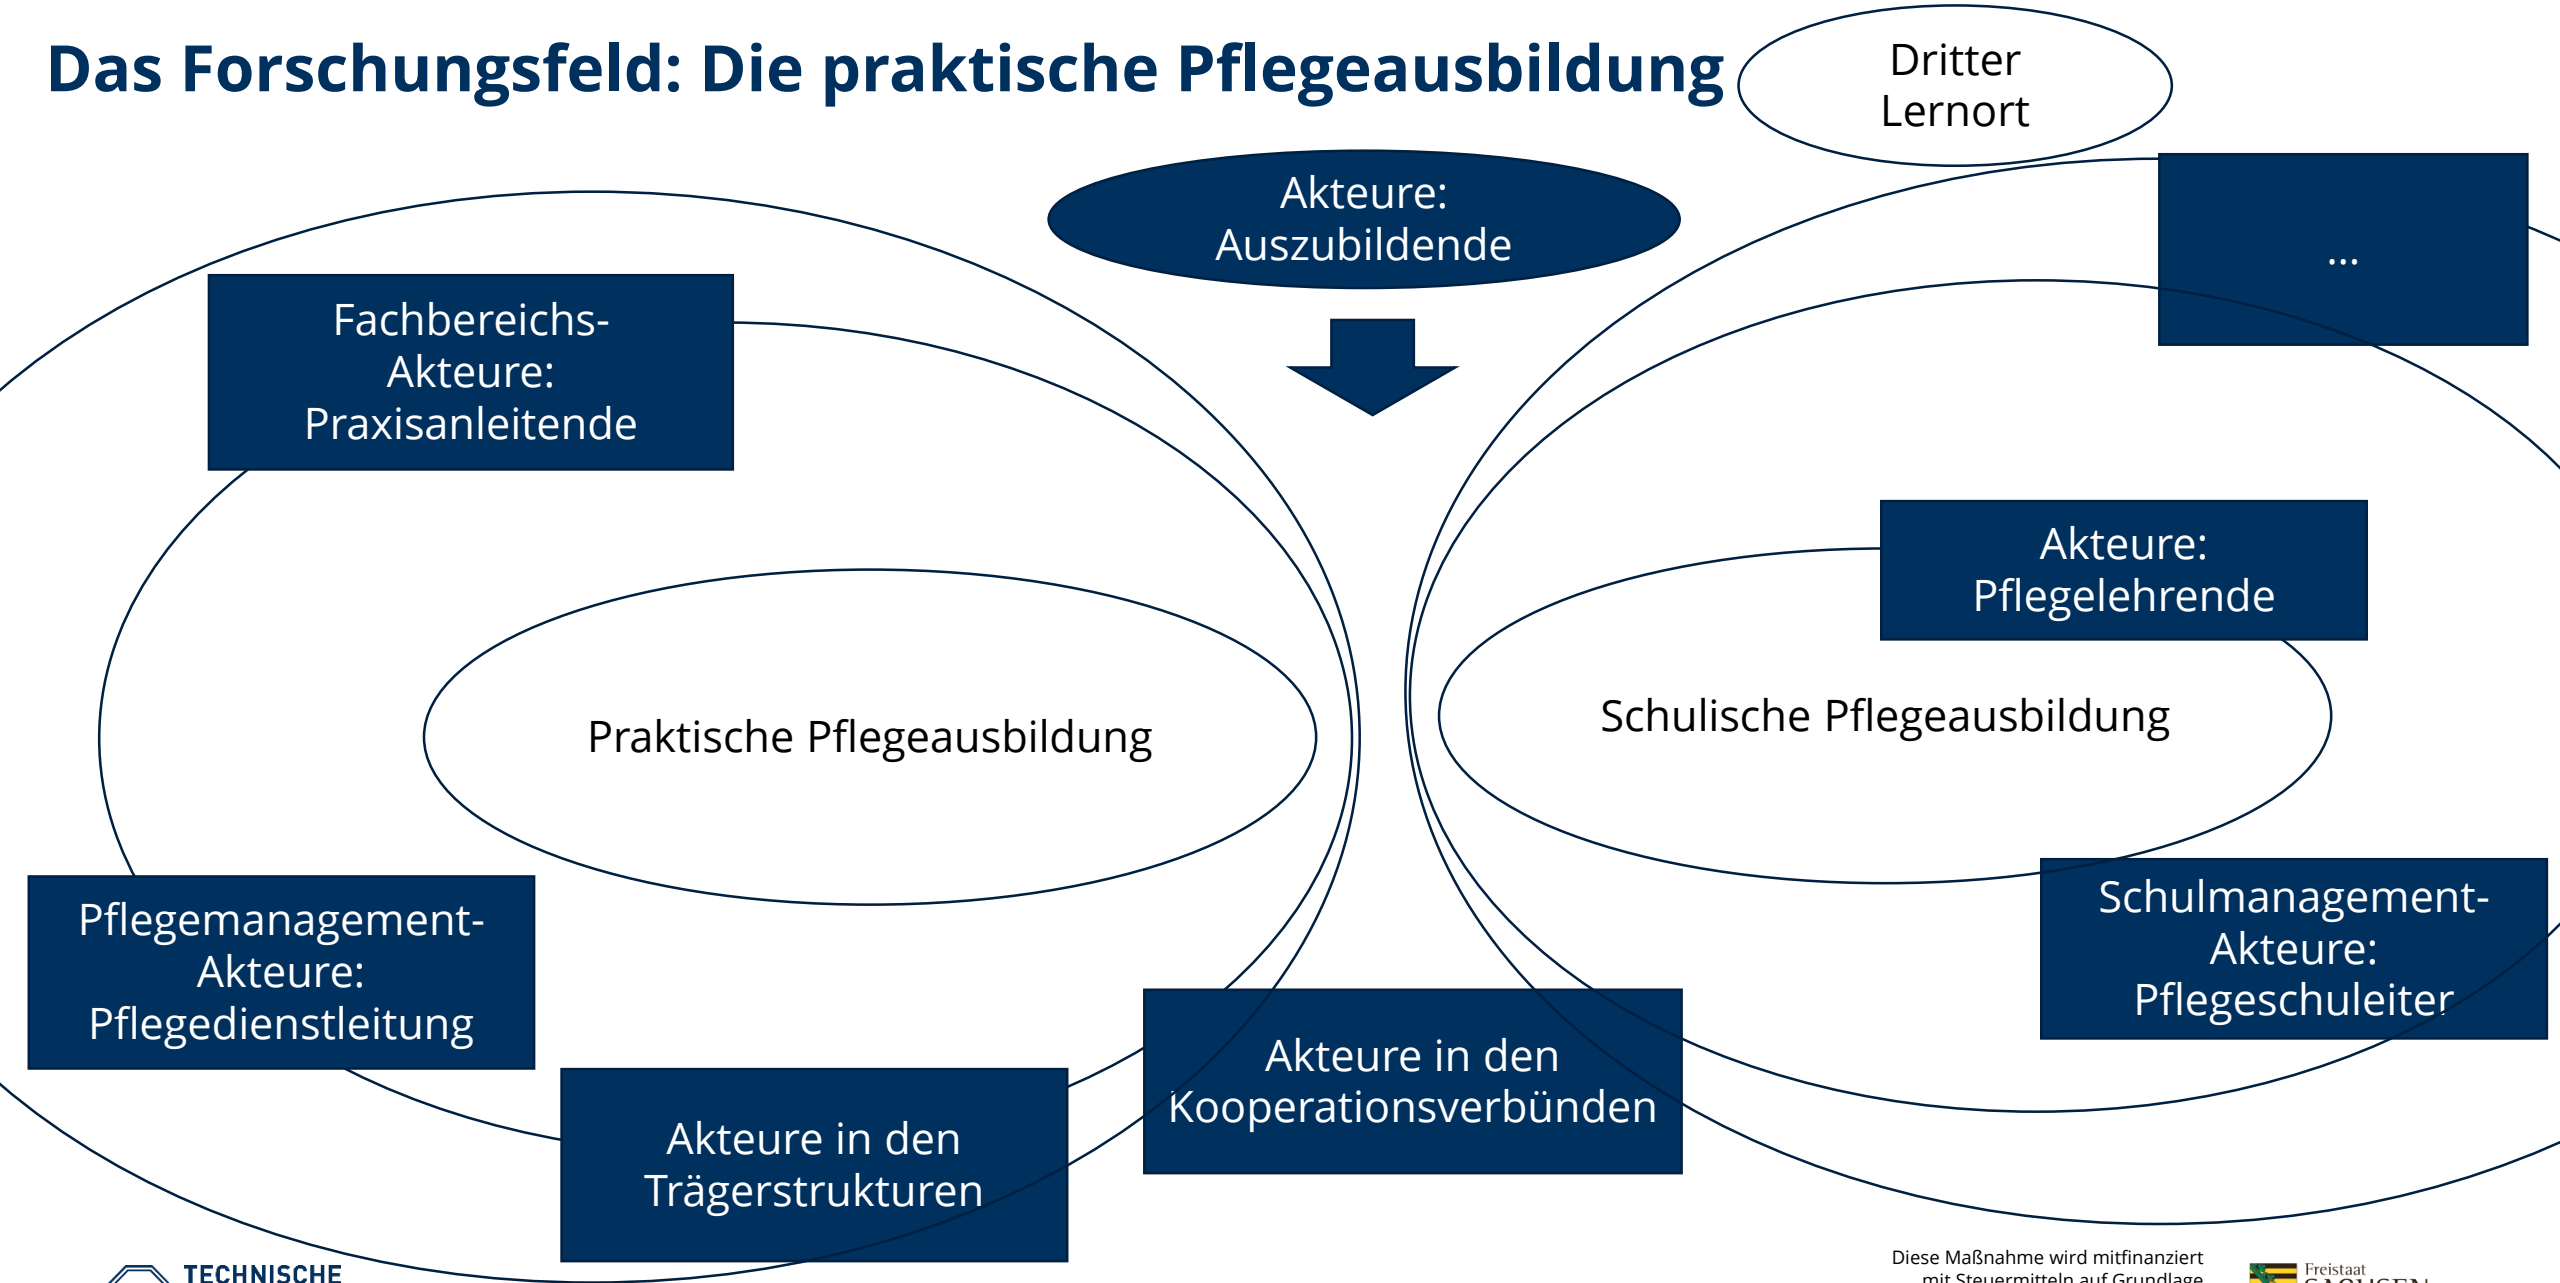 Das Forschungsfeld: Die praktische Pflegeausbildung
Dritter
Lernort
Akteure:
Auszubildende
...
Fachbereichs-
Akteure:
Praxisanleitende
Akteure:
Pflegelehrende
Praktische Pflegeausbildung
Schulische Pflegeausbildung
Pflegemanagement-
Akteure:
Pflegedienstleitung
Schulmanagement-
Akteure:
Pflegeschuleiter
Akteure in den
Kooperationsverbünden
Akteure in den
Trägerstrukturen
TECHNISCHE
Diese Maßnahme wird mitfinanziert
mit Steuermitteln auf Grundlage
Freistaat
SACHSEN